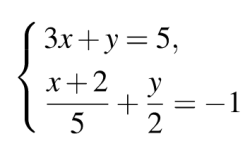 3x + y = 5,
(x + 2)/5 + y/2 = −1